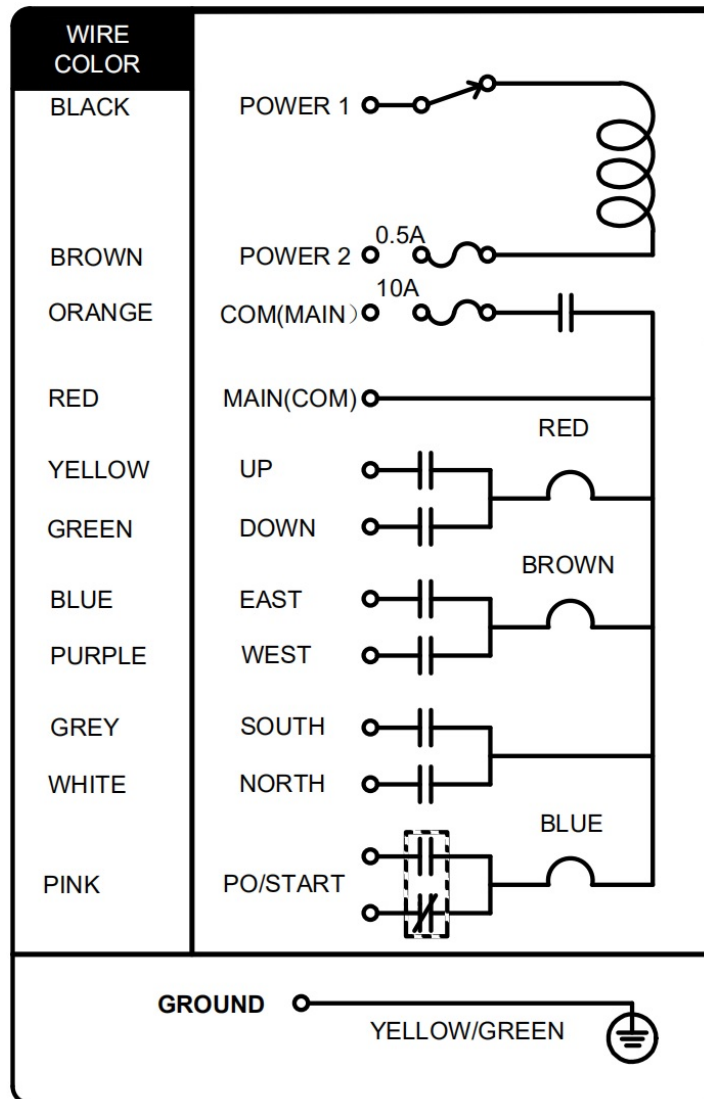 WIRE
COLOR
BLACK POWER 1
0.5A
BROWN POWER 2
10A
ORANGE COM(MAIN）
RED MAIN(COM)
RED
YELLOW UP
GREEN DOWN
BROWN
BLUE EAST
PURPLE WEST
GREY SOUTH
WHITE NORTH
BLUE
PINK PO/START
GROUND
YELLOW/GREEN